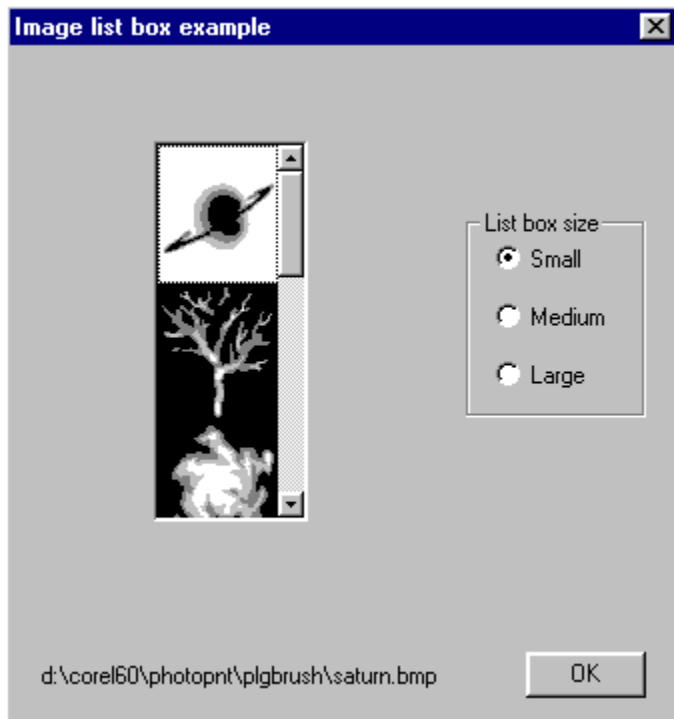 Image list box example
List box size
Small
Medium
Large
d:\corel60\photopnt\plgbrush\saturn.bmp
OK